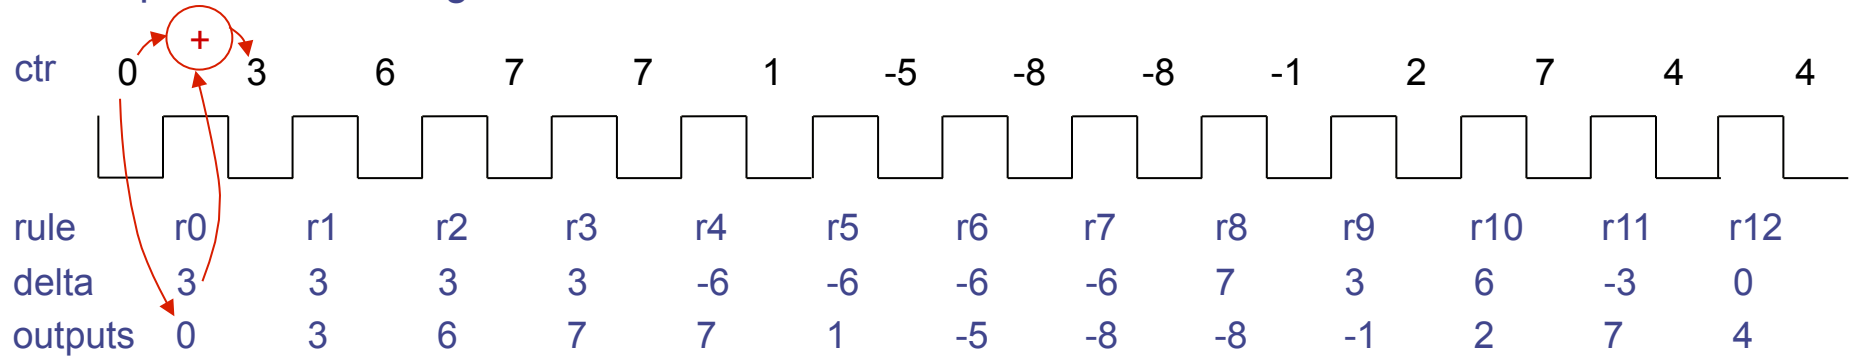 +
ctr 0 3 6 7 7 1 -5 -8 -8 -1 2 7 4 4
rule r0 r1 r2 r3 r4 r5 r6 r7 r8 r9 r10 r11 r12
delta 3 3 3 3 -6 -6 -6 -6 7 3 6 -3 0
outputs 0 3 6 7 7 1 -5 -8 -8 -1 2 7 4